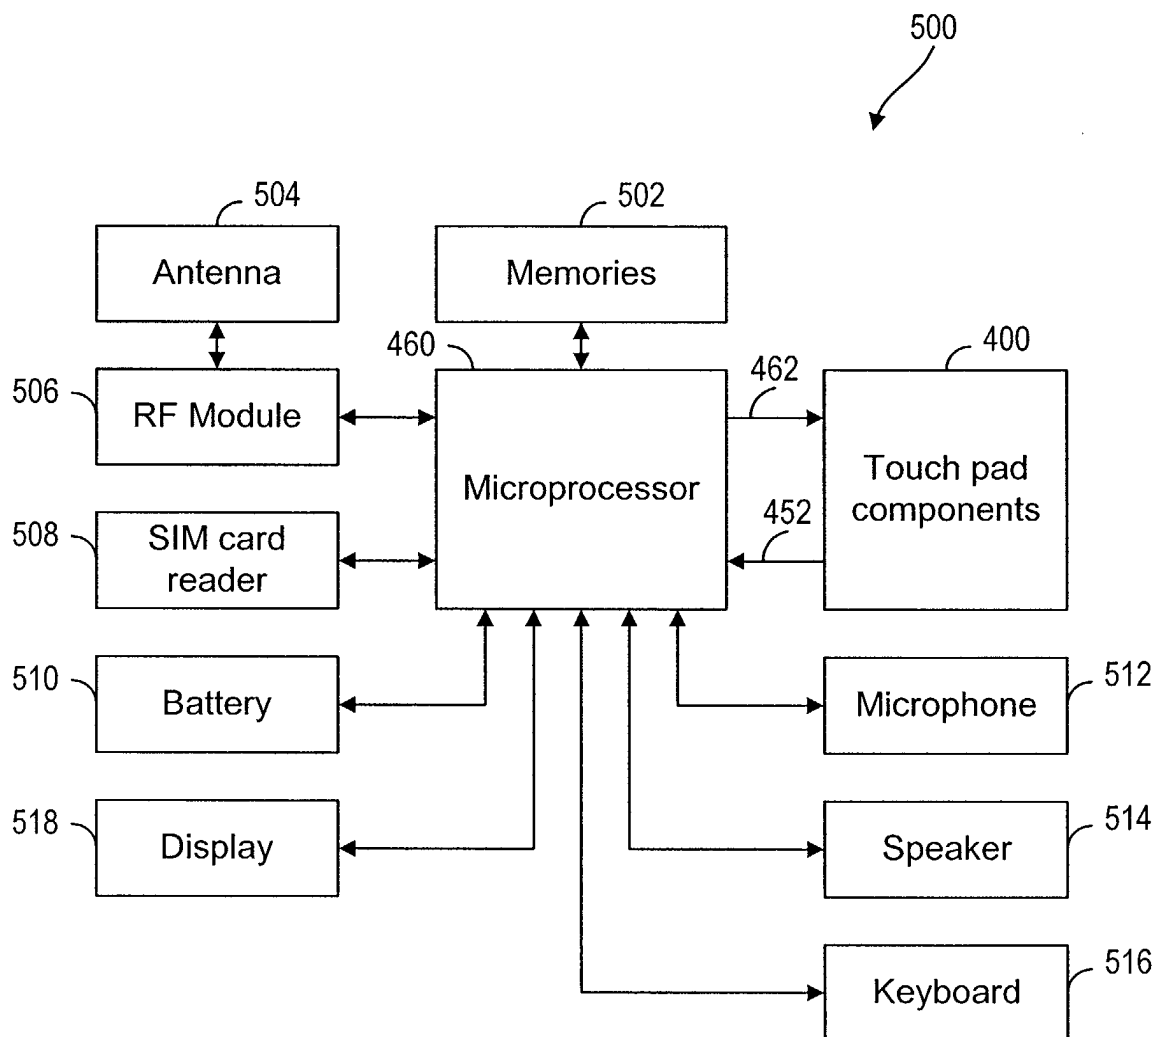 500
504
502
Antenna
Memories
460
462
400
506
RF Module
Microprocessor
Touch pad
components
452
508
SIM card
reader
510
Battery
Microphone
512
518
Display
Speaker
514
Keyboard
516